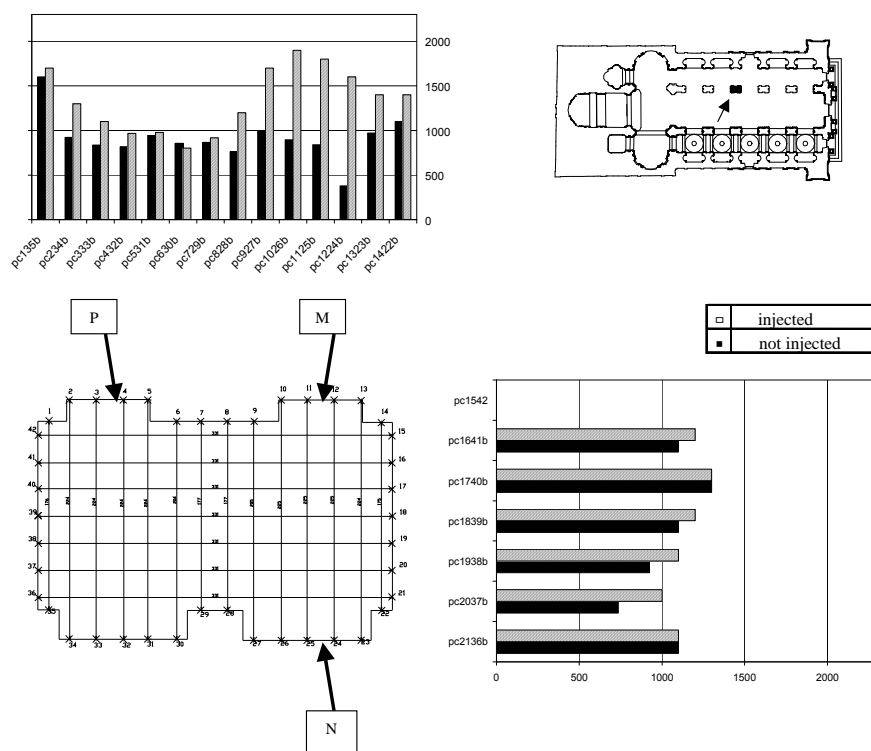 2000
1500
1000
500
0
pc135b
pc234b
pc333b
pc432b
pc531b
pc630b
pc729b
pc828b
pc927b
pc1026b
pc1125b
pc1224b
pc1323b
pc1422b
P
M
injected
not injected
2 3 4 5
10 11 12 13
1
6 7 8 9
14
42
15
41
16
40
17
39
18
38
19
37
20
36
21
35
29 28
22
34 33 32 31 30
27 26 25 24 23
N
pc1542
pc1641b
pc1740b
pc1839b
pc1938b
pc2037b
pc2136b
0 500 1000 1500 2000